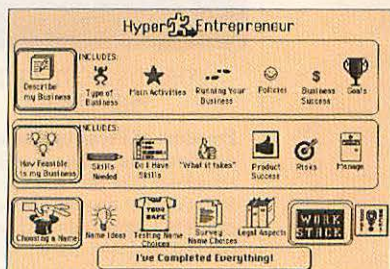 Hyper Entrepreneur
INCLUDES:
Describe my Business
Type of Business
Main Activities
Running Your Business
Policies
$ Business Success
Goals
INCLUDES:
How Feasible is my Business
Skills Needed
Do I Have Skills
"What it takes"
Product Success
Risks
Manage
Choosing a Name
Name Ideas
YOUR NAME
Testing Name Choices
Survey Name Choices
Legal Aspects
WORK STACK
I've Completed Everything!